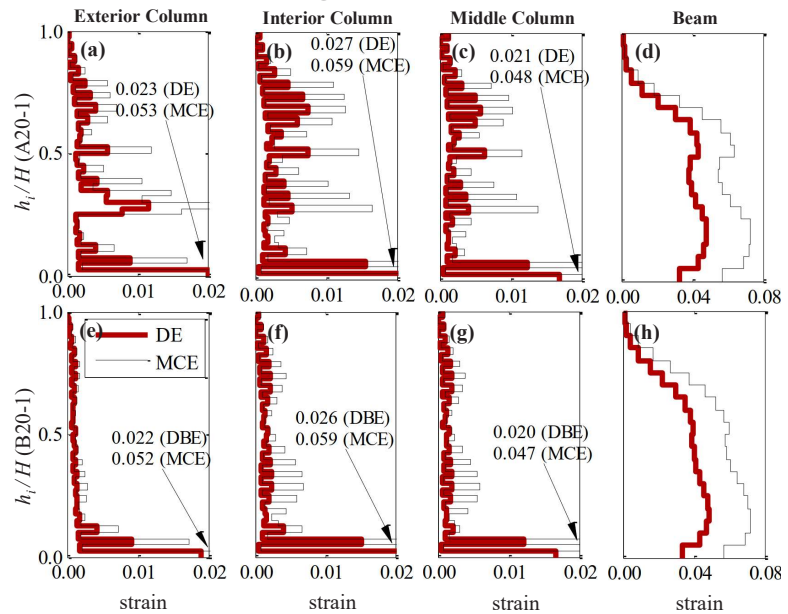 Exterior Column Interior Column Middle Column Beam
1.0 (a) (b) (c) (d)
0.027 (DE) 0.021 (DE)
0.059 (MCE) 0.048 (MCE)
0.023 (DE)
0.053 (MCE)
0.5
h_i/H (A20-1)
0.0
0.00 0.01 0.02 0.00 0.01 0.02 0.00 0.01 0.02 0.00 0.04 0.08
1.0 (e) (f) (g) (h)
DE
MCE
0.026 (DBE)
0.022 (DBE) 0.059 (MCE) 0.020 (DBE)
0.052 (MCE) 0.047 (MCE)
0.5
h_i/H (B20-1)
0.0
0.00 0.01 0.02 0.00 0.01 0.02 0.00 0.01 0.02 0.00 0.04 0.08
strain strain strain strain